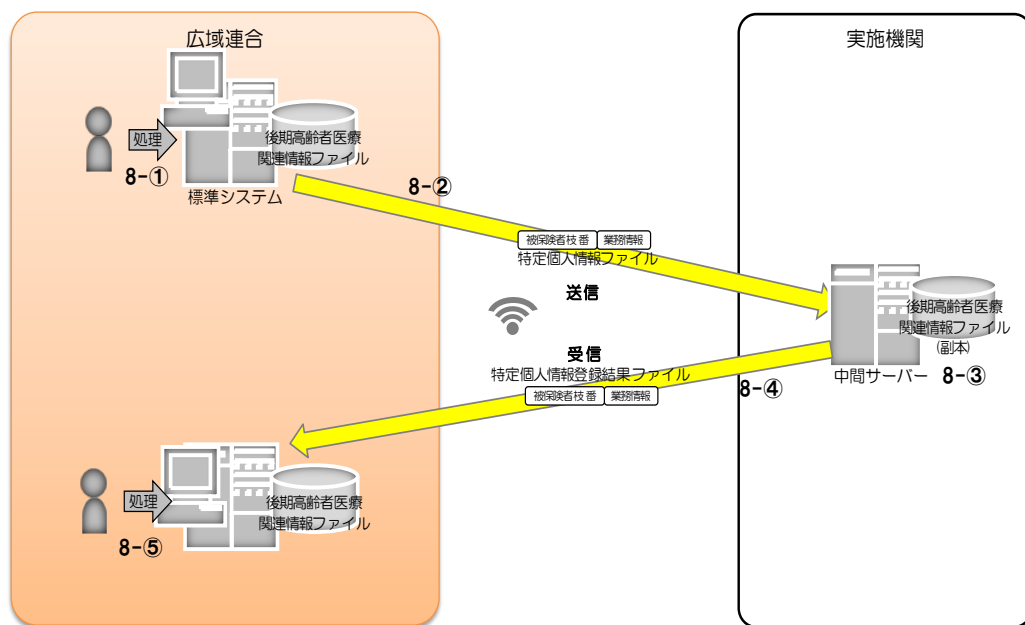 広域連合
実施機関
処理
8-①
後期高齢者医療
関連情報ファイル
標準システム
8-②
被保険者枝番
業務情報
特定個人情報ファイル
送信
後期高齢者医療
関連情報ファイル
(副本)
中間サーバー
8-③
受信
特定個人情報登録結果ファイル
8-④
被保険者枝番
業務情報
処理
8-⑤
後期高齢者医療
関連情報ファイル